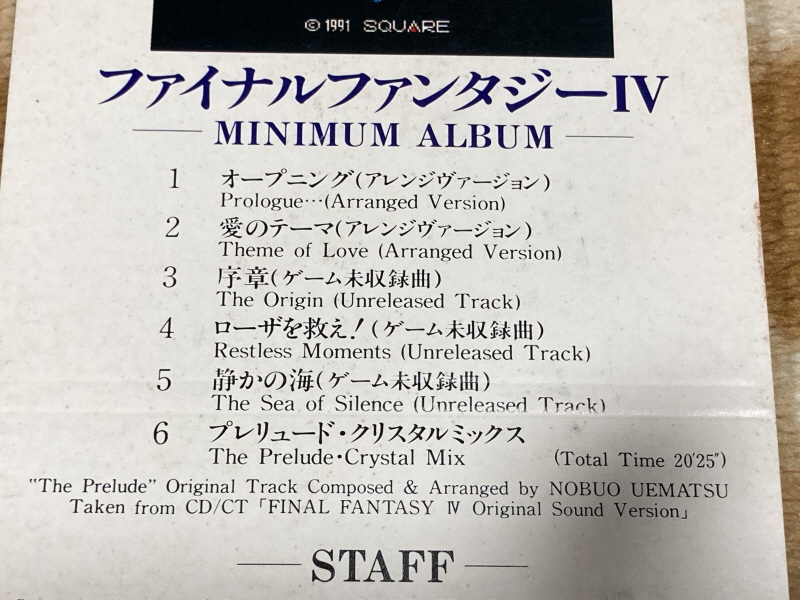 © 1991 SQUARE
ファイナルファンタジーIV
MINIMUM ALBUM
1 オープニング(アレンジヴァージョン)
Prologue…(Arranged Version)
2 愛のテーマ(アレンジヴァージョン)
Theme of Love (Arranged Version)
3 序章(ゲーム未収録曲)
The Origin (Unreleased Track)
4 ローザを救え!(ゲーム未収録曲)
Restless Moments (Unreleased Track)
5 静かの海(ゲーム未収録曲)
The Sea of Silence (Unreleased Track)
6 プレリュード・クリスタルミックス
The Prelude・Crystal Mix (Total Time 20'25")
"The Prelude" Original Track Composed & Arranged by NOBUO UEMATSU
Taken from CD/CT「FINAL FANTASY Ⅳ Original Sound Version」
STAFF